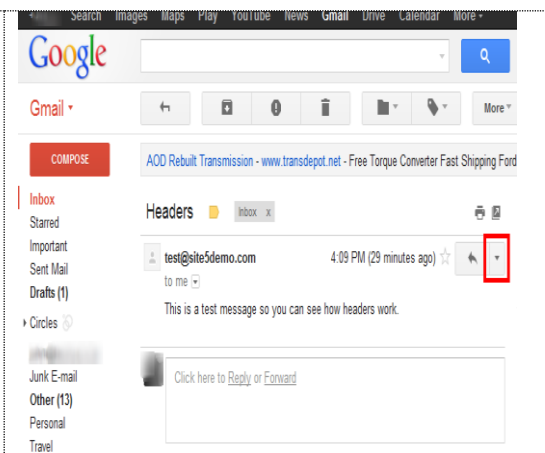 Search Images Maps Play YouTube News Gmail Drive Calendar More
Google
Gmail
More
COMPOSE
AOD Rebuilt Transmission - www.transdepot.net - Free Torque Converter Fast Shipping Ford
Inbox
Starred
Important
Sent Mail
Drafts (1)
Circles
Junk E-mail
Other (13)
Personal
Travel
Headers Inbox x
test@site5demo.com 4:09 PM (29 minutes ago)
to me
This is a test message so you can see how headers work.
Click here to Reply or Forward